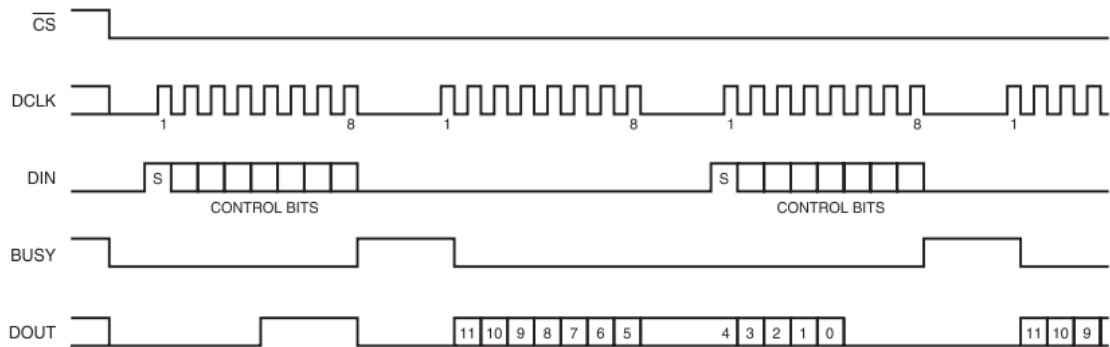 CS
DCLK
1 8 1 8 1 8 1
DIN
S S
CONTROL BITS CONTROL BITS
BUSY
DOUT
11 10 9 8 7 6 5 4 3 2 1 0 11 10 9